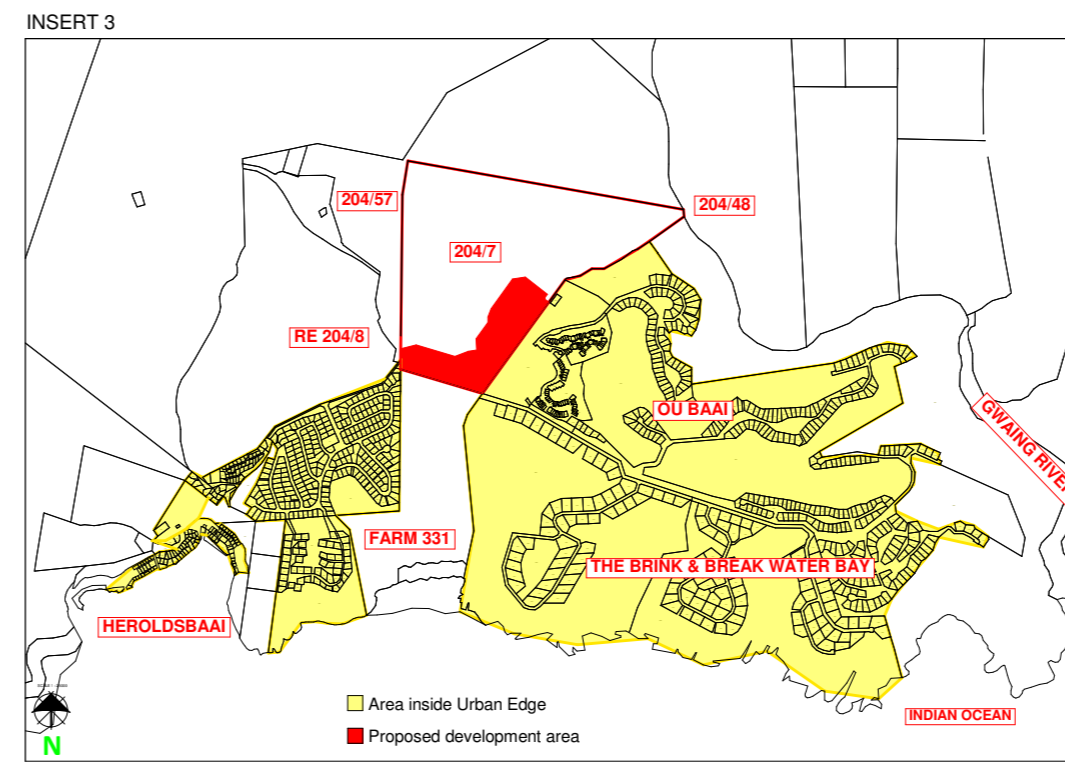 INSERT 3
204/57
204/48
204/7
RE 204/8
OU BAAI
GWAING RIVER
FARM 331
THE BRINK & BREAK WATER BAY
HEROLDSBAAI
Area inside Urban Edge
INDIAN OCEAN
Proposed development area
N